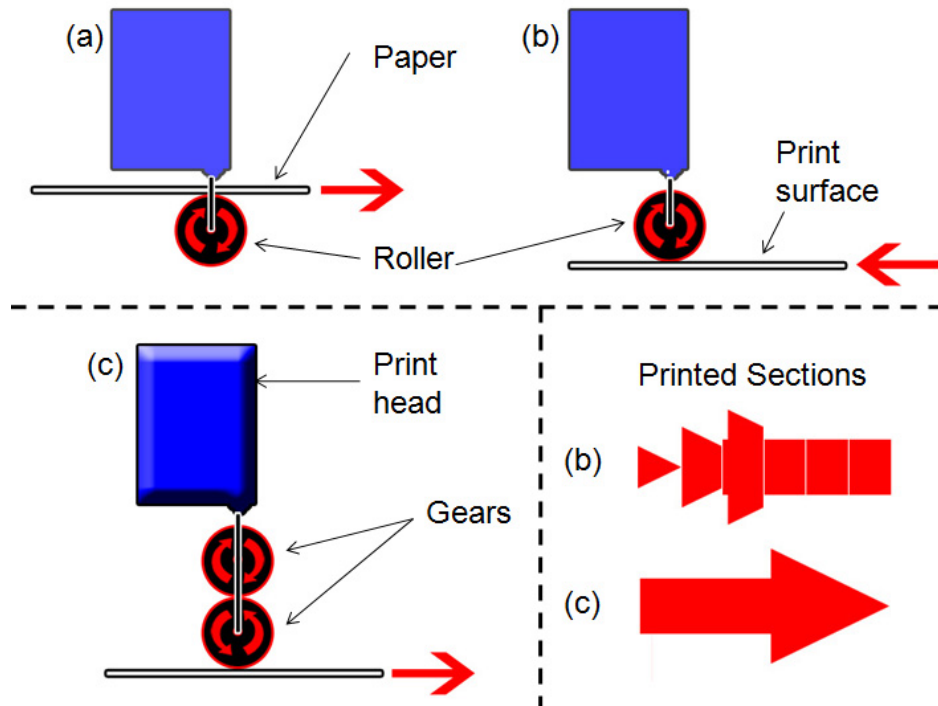 (a)
Paper
Roller
(b)
Print
surface
(c)
Print
head
Gears
Printed Sections
(b)
(c)